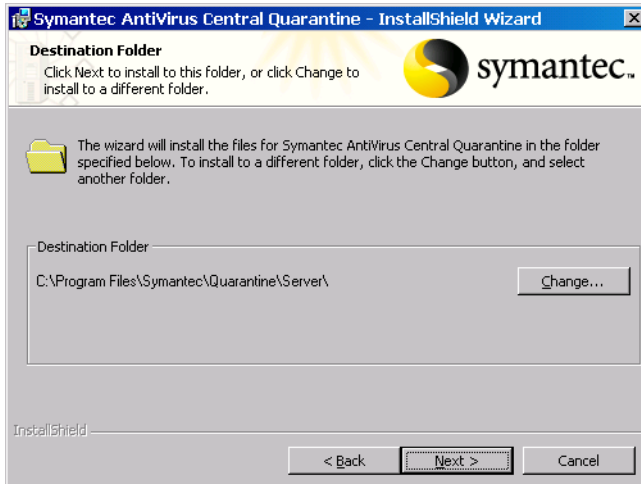 Symantec AntiVirus Central Quarantine - InstallShield Wizard
Destination Folder
Click Next to install to this folder, or click Change to
install to a different folder.
symantec.
The wizard will install the files for Symantec AntiVirus Central Quarantine in the folder
specified below. To install to a different folder, click the Change button, and select
another folder.
Destination Folder
C:\Program Files\Symantec\Quarantine\Server\
Change...
InstallShield
< Back
Next >
Cancel